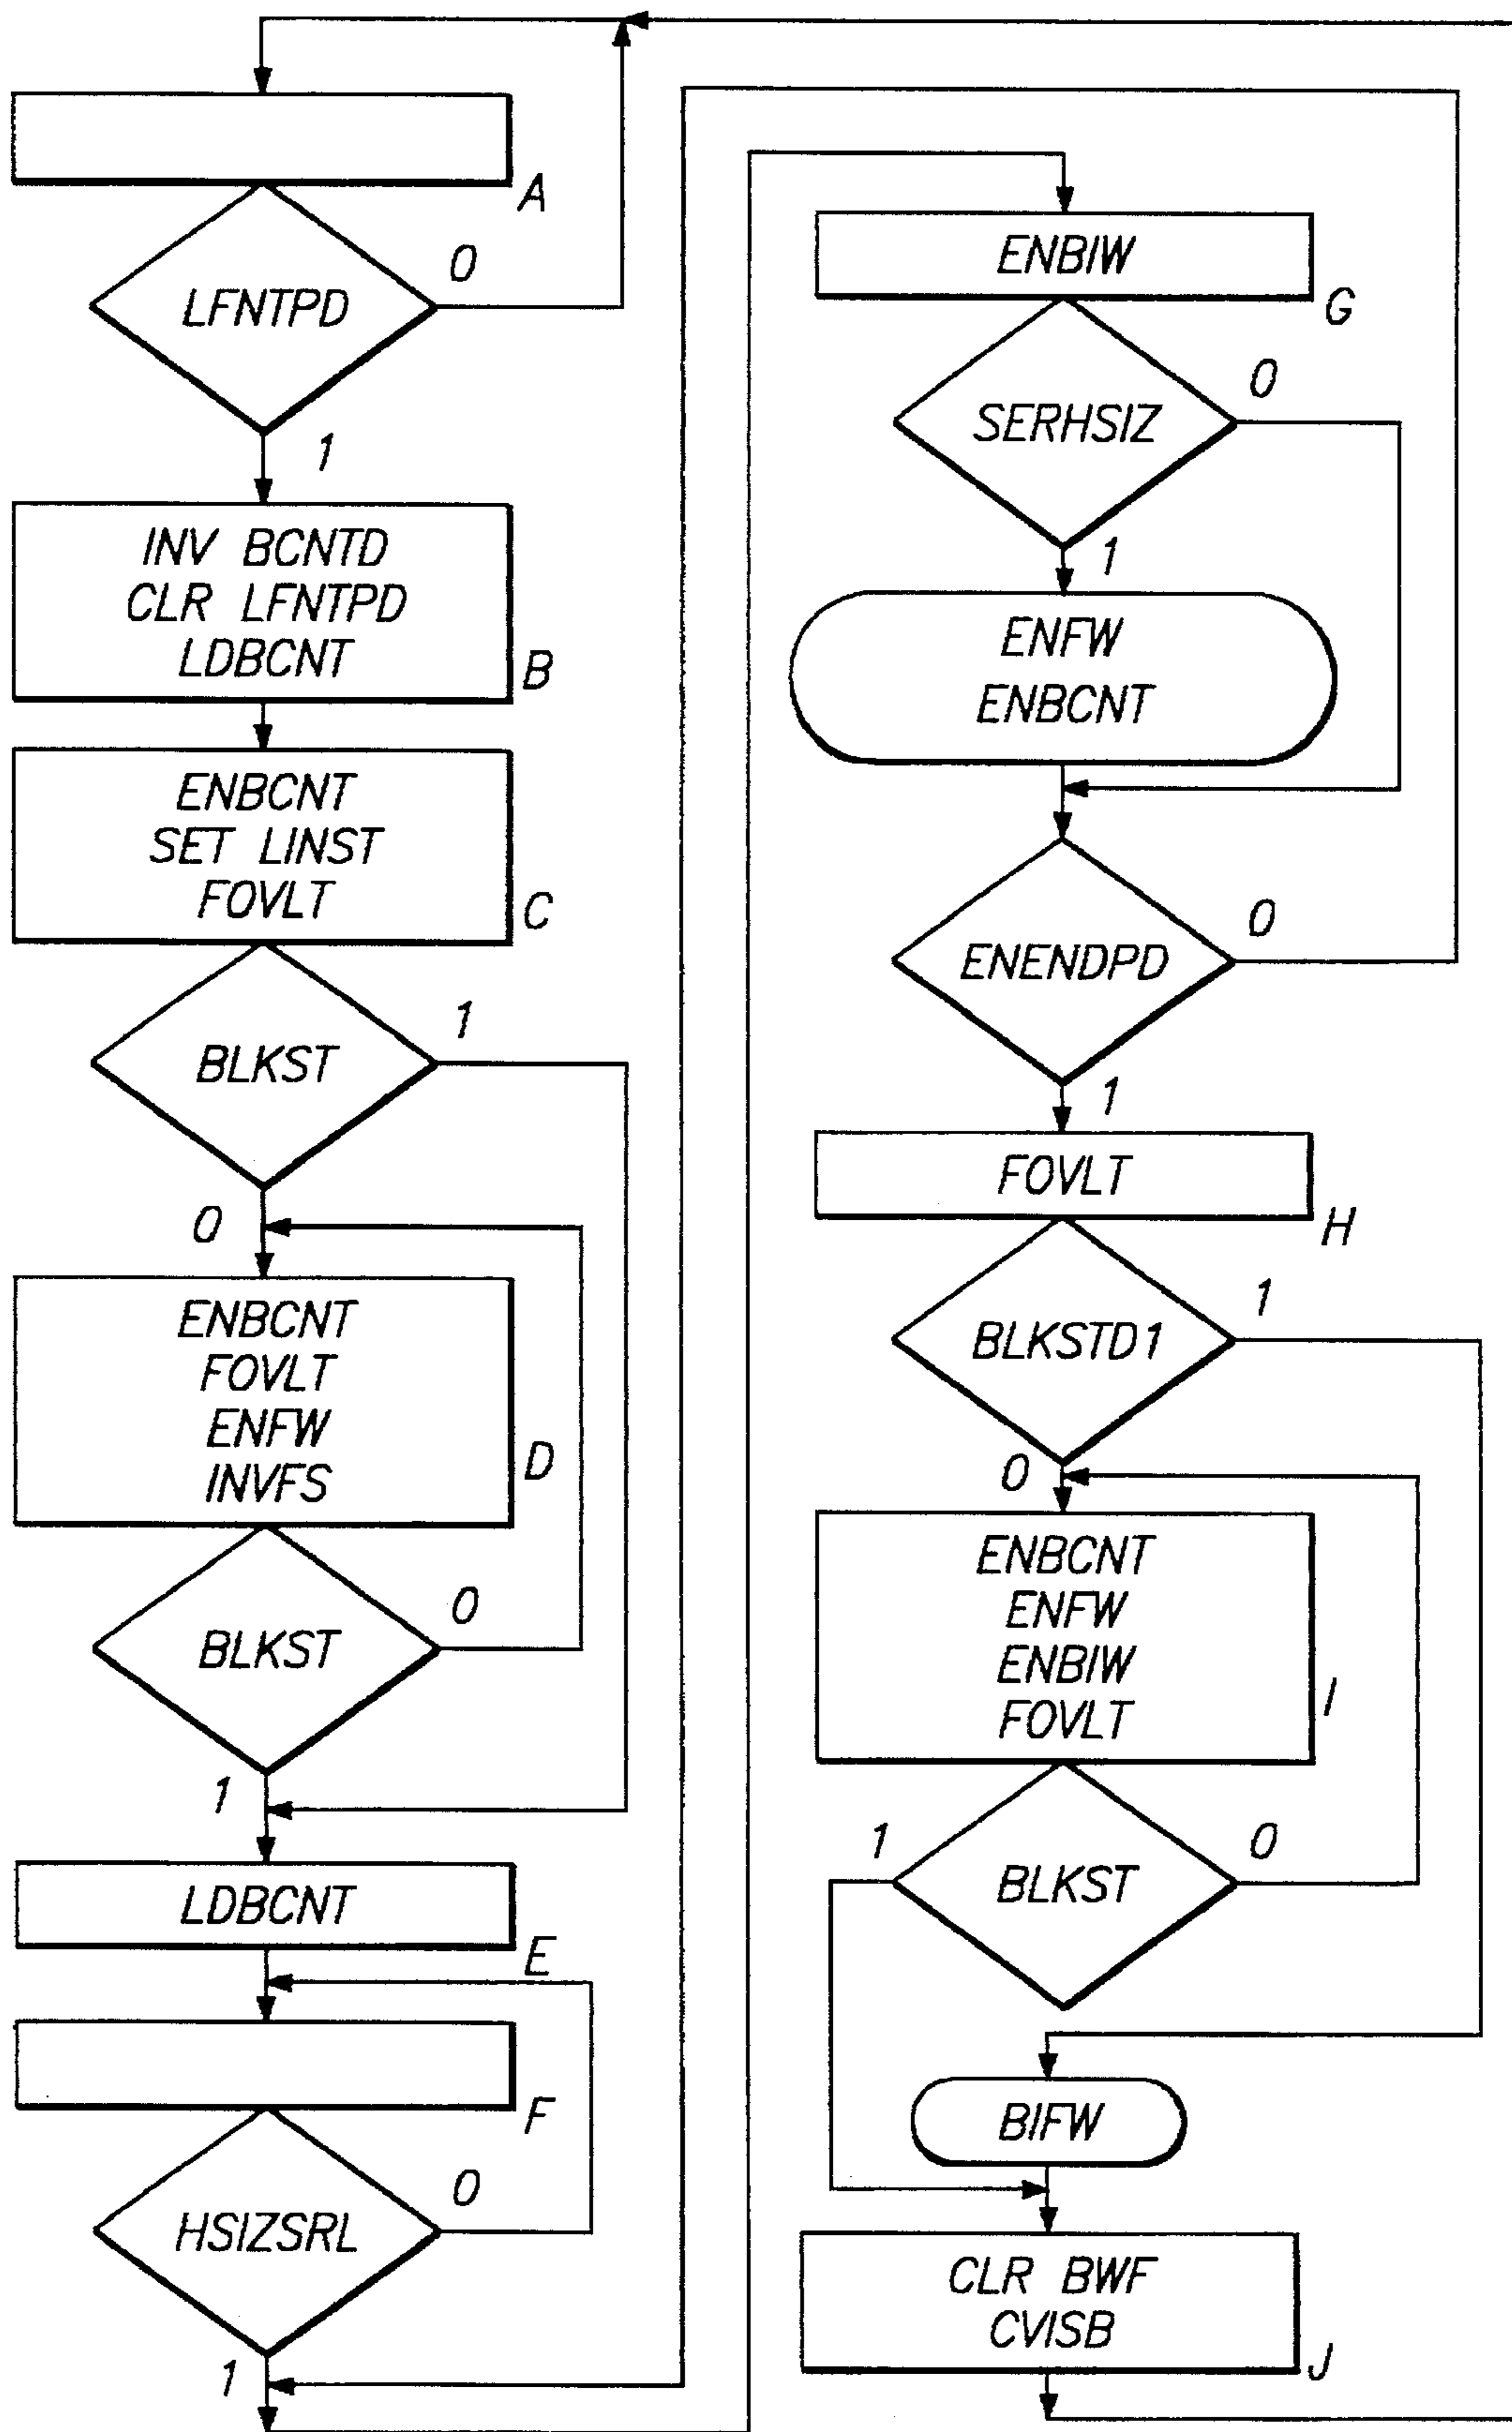 A
LFNTPD
0
1
INV BCNTD
CLR LFNTPD
LDBCNT
B
ENBCNT
SET LINST
FOVLT
C
BLKST
1
0
ENBCNT
FOVLT
ENFW
INVFS
D
BLKST
0
1
LDBCNT
E
F
HSIZSRL
0
1
ENBIW
G
SERHSIZ
0
1
ENFW
ENBCNT
ENENDPD
0
1
FOVLT
H
BLKSTD1
1
0
ENBCNT
ENFW
ENBIW
FOVLT
I
BLKST
1
0
BIFW
CLR BWF
CVISB
J